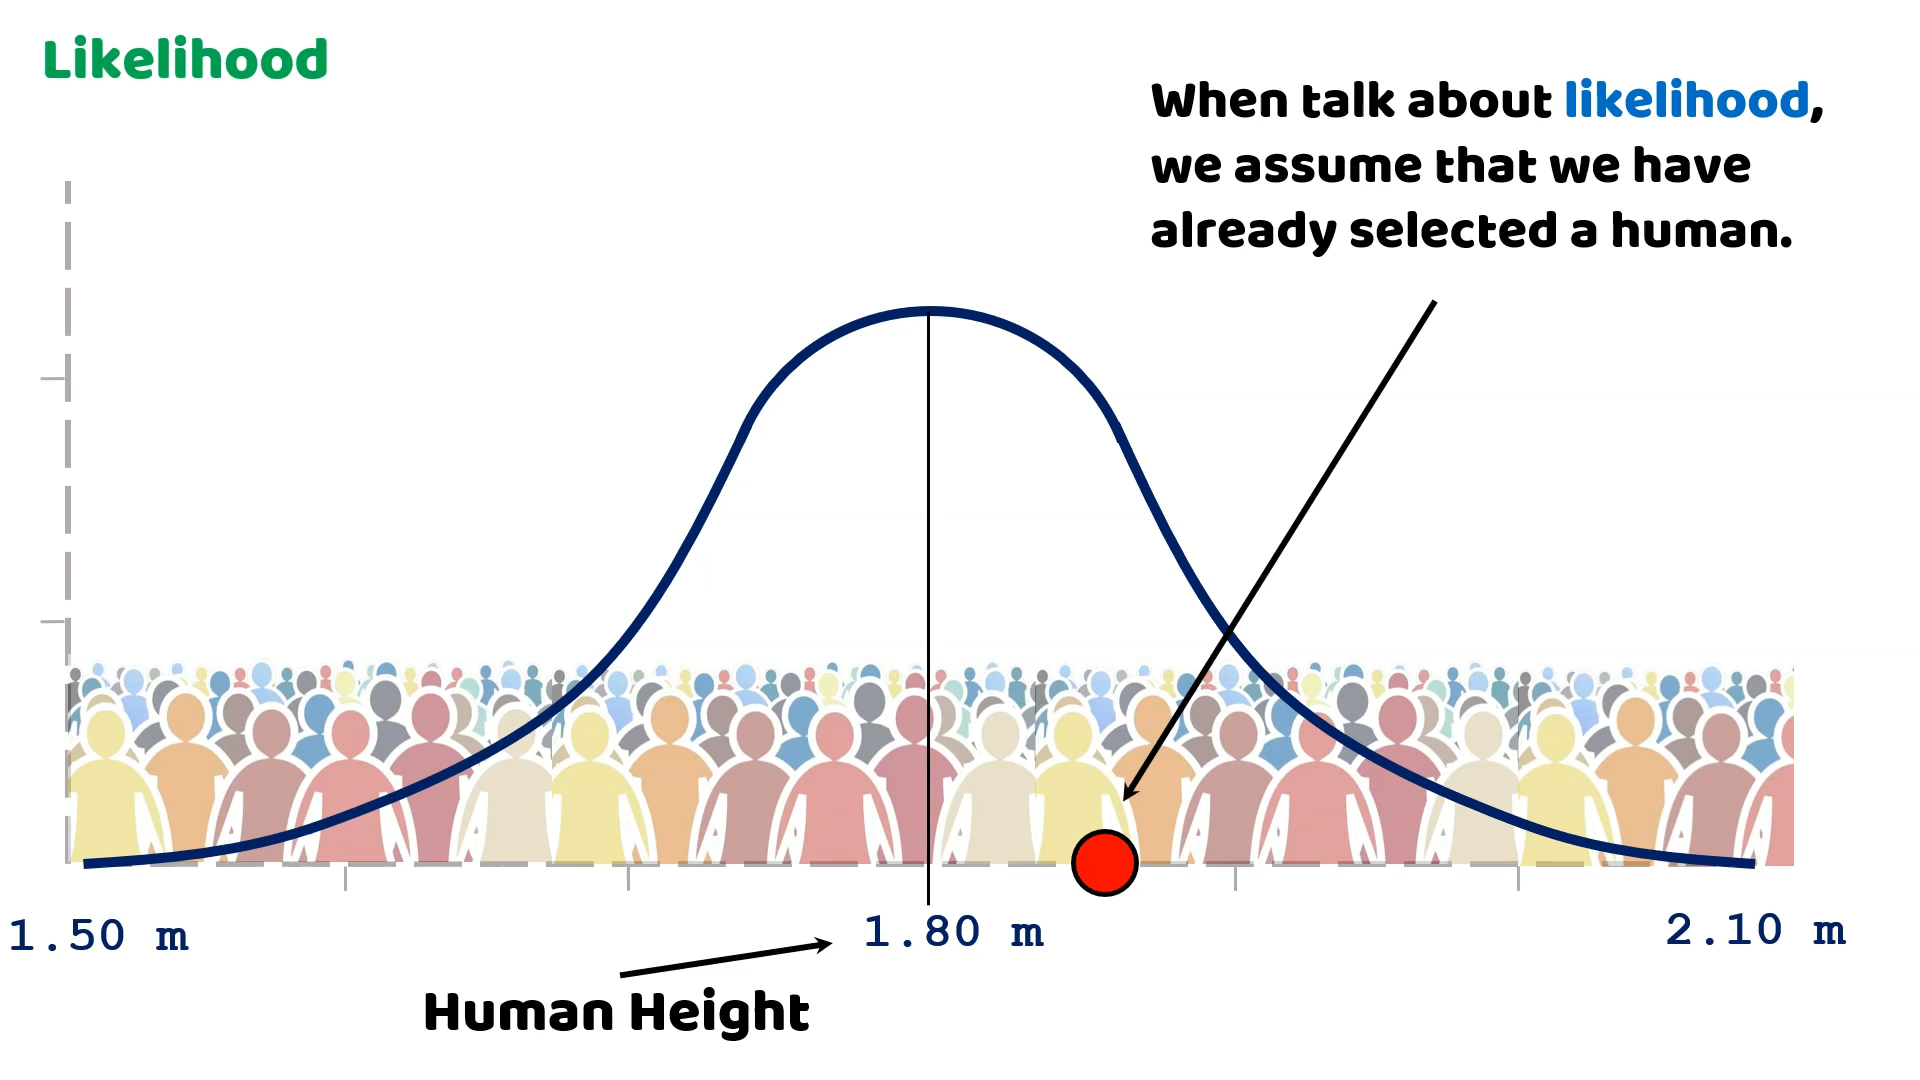 Likelihood
When talk about likelihood,
we assume that we have
already selected a human.
1.50 m
1.80 m
2.10 m
Human Height